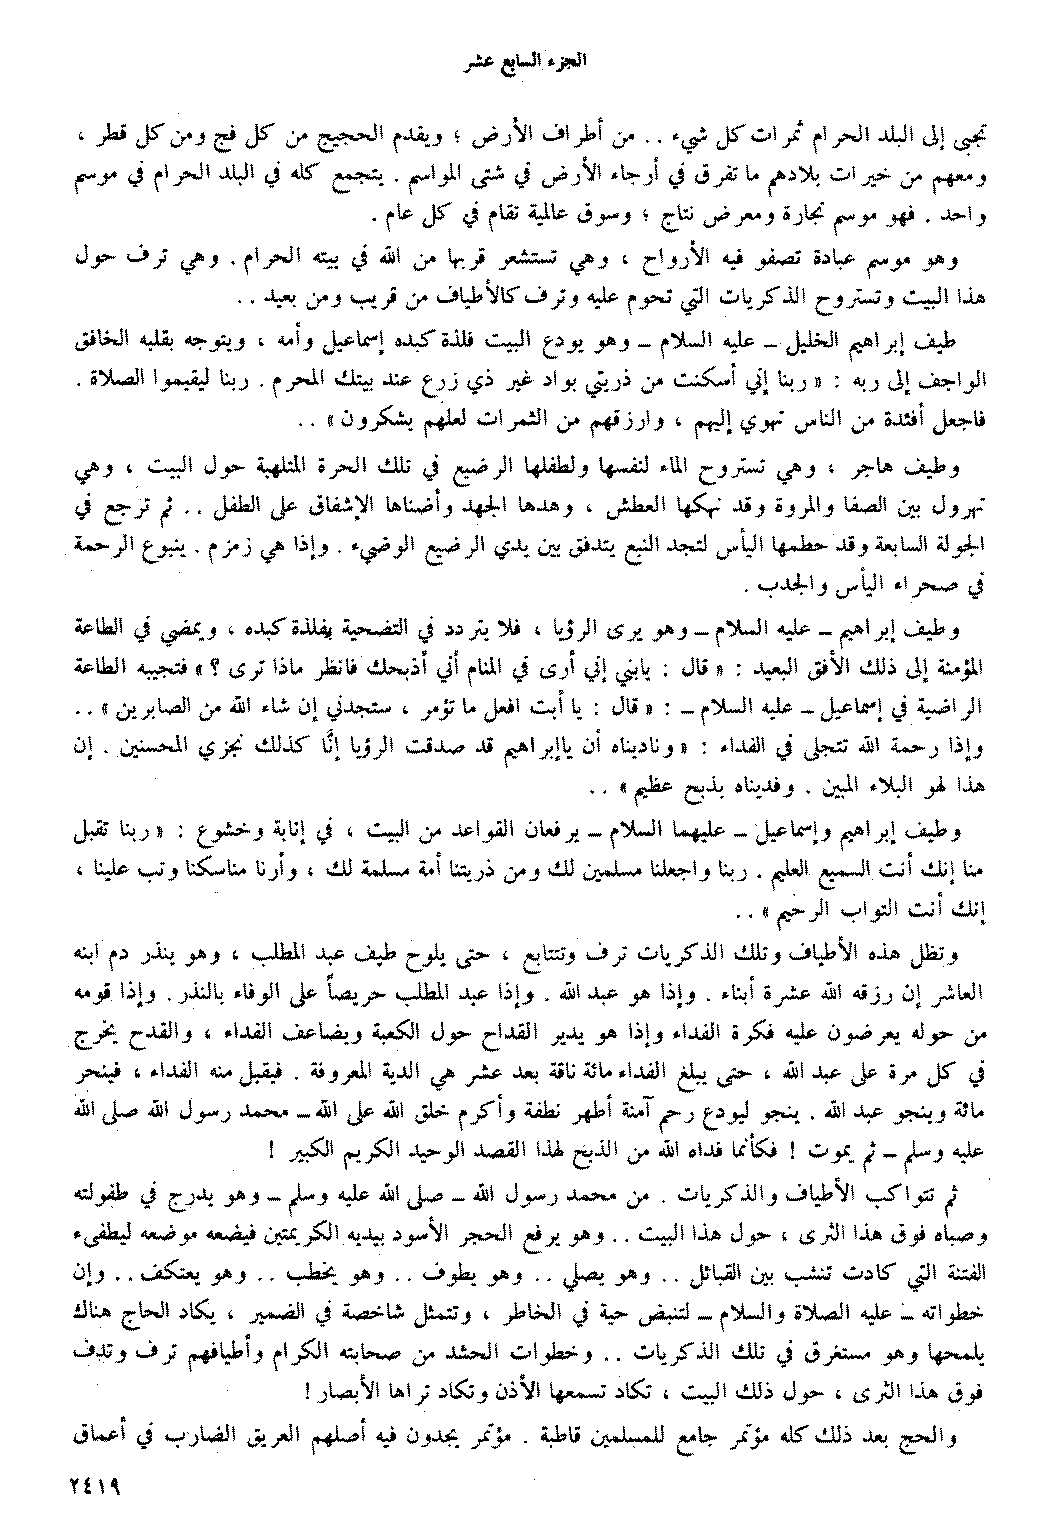 الجزء السابع عشر
تجبى إلى البلد الحرام ثمرات كل شيء .. من أطراف الأرض ؛ ويقدم الحجيج من كل فج ومن كل قطر ،
ومعهم من خيرات بلادهم ما تفرق في أرجاء الأرض في شتى المواسم . يتجمع كله في البلد الحرام في موسم
واحد . فهو موسم تجارة ومعرض نتاج ؛ وسوق عالمية تقام في كل عام .
وهو موسم عبادة تصفو فيه الأرواح ، وهي تستشعر قربها من الله في بيته الحرام . وهي ترف حول
هذا البيت وتستروح الذكريات التي تحوم عليه وترف كالأطياف من قريب ومن بعيد ..
طيف إبراهيم الخليل – عليه السلام – وهو يودع البيت فلذة كبده إسماعيل وأمه ، ويتوجه بقلبه الخافق
الواجف إلى ربه : « ربنا إني أسكنت من ذريتي بواد غير ذي زرع عند بيتك المحرم . ربنا ليقيموا الصلاة .
فاجعل أفئدة من الناس تهوي إليهم ، وارزقهم من الثمرات لعلهم يشكرون » ..
وطيف هاجر ، وهي تستروح الماء لنفسها ولطفلها الرضيع في تلك الحرة الملتهبة حول البيت ، وهي
تهرول بين الصفا والمروة وقد نهكها العطش ، وهدها الجهد وأضناها الإشفاق على الطفل .. ثم ترجع في
الجولة السابعة وقد حطمها اليأس لتجد النبع يتدفق بين يدي الرضيع الوضيء . وإذا هي زمزم . ينبوع الرحمة
في صحراء اليأس والجدب .
وطيف إبراهيم – عليه السلام – وهو يرى الرؤيا ، فلا يتردد في التضحية بفلذة كبده ، ويمضي في الطاعة
المؤمنة إلى ذلك الأفق البعيد : « قال : يابني إني أرى في المنام أني أذبحك فانظر ماذا ترى ؟ » فتجيبه الطاعة
الراضية في إسماعيل – عليه السلام – : « قال : يا أبت افعل ما تؤمر ، ستجدني إن شاء الله من الصابرين » ..
وإذا رحمة الله تتجلى في الفداء : « وناديناه أن ياإبراهيم قد صدقت الرؤيا إنَّا كذلك نجزي المحسنين . إن
هذا لهو البلاء المبين . وفديناه بذبح عظيم » ..
وطيف إبراهيم وإسماعيل – عليهما السلام – يرفعان القواعد من البيت ، في إنابة وخشوع : « ربنا تقبل
منا إنك أنت السميع العليم . ربنا واجعلنا مسلمين لك ومن ذريتنا أمة مسلمة لك ، وأرنا مناسكنا وتب علينا ،
إنك أنت التواب الرحيم » ..
وتظل هذه الأطياف وتلك الذكريات ترف وتتتابع ، حتى يلوح طيف عبد المطلب ، وهو ينذر دم ابنه
العاشر إن رزقه الله عشرة أبناء . وإذا هو عبد الله . وإذا عبد المطلب حريصاً على الوفاء بالنذر . وإذا قومه
من حوله يعرضون عليه فكرة الفداء وإذا هو يدير القداح حول الكعبة ويضاعف الفداء ، والقدح يخرج
في كل مرة على عبد الله ، حتى يبلغ الفداء مائة ناقة بعد عشر هي الدية المعروفة . فيقبل منه الفداء ، فينحر
مائة وينجو عبد الله . ينجو ليودع رحم آمنة أطهر نطفة وأكرم خلق الله على الله – محمد رسول الله صلى الله
عليه وسلم – ثم يموت ! فكأنما فداه الله من الذبح لهذا القصد الوحيد الكريم الكبير !
ثم تتواكب الأطياف والذكريات . من محمد رسول الله – صلى الله عليه وسلم – وهو يدرج في طفولته
وصباه فوق هذا الثرى ، حول هذا البيت .. وهو يرفع الحجر الأسود بيديه الكريمتين فيضعه موضعه ليطفىء
الفتنة التي كادت تنشب بين القبائل .. وهو يصلي .. وهو يطوف .. وهو يخطب .. وهو يعتكف .. وإن
خطواته – عليه الصلاة والسلام – لتنبض حية في الخاطر ، وتتمثل شاخصة في الضمير ، يكاد الحاج هناك
يلمحها وهو مستغرق في تلك الذكريات .. وخطوات الحشد من صحابته الكرام وأطيافهم ترف وتدف
فوق هذا الثرى ، حول ذلك البيت ، تكاد تسمعها الأذن وتكاد تراها الأبصار !
والحج بعد ذلك كله مؤتمر جامع للمسلمين قاطبة . مؤتمر يجدون فيه أصلهم العريق الضارب في أعماق
٢٤١٩